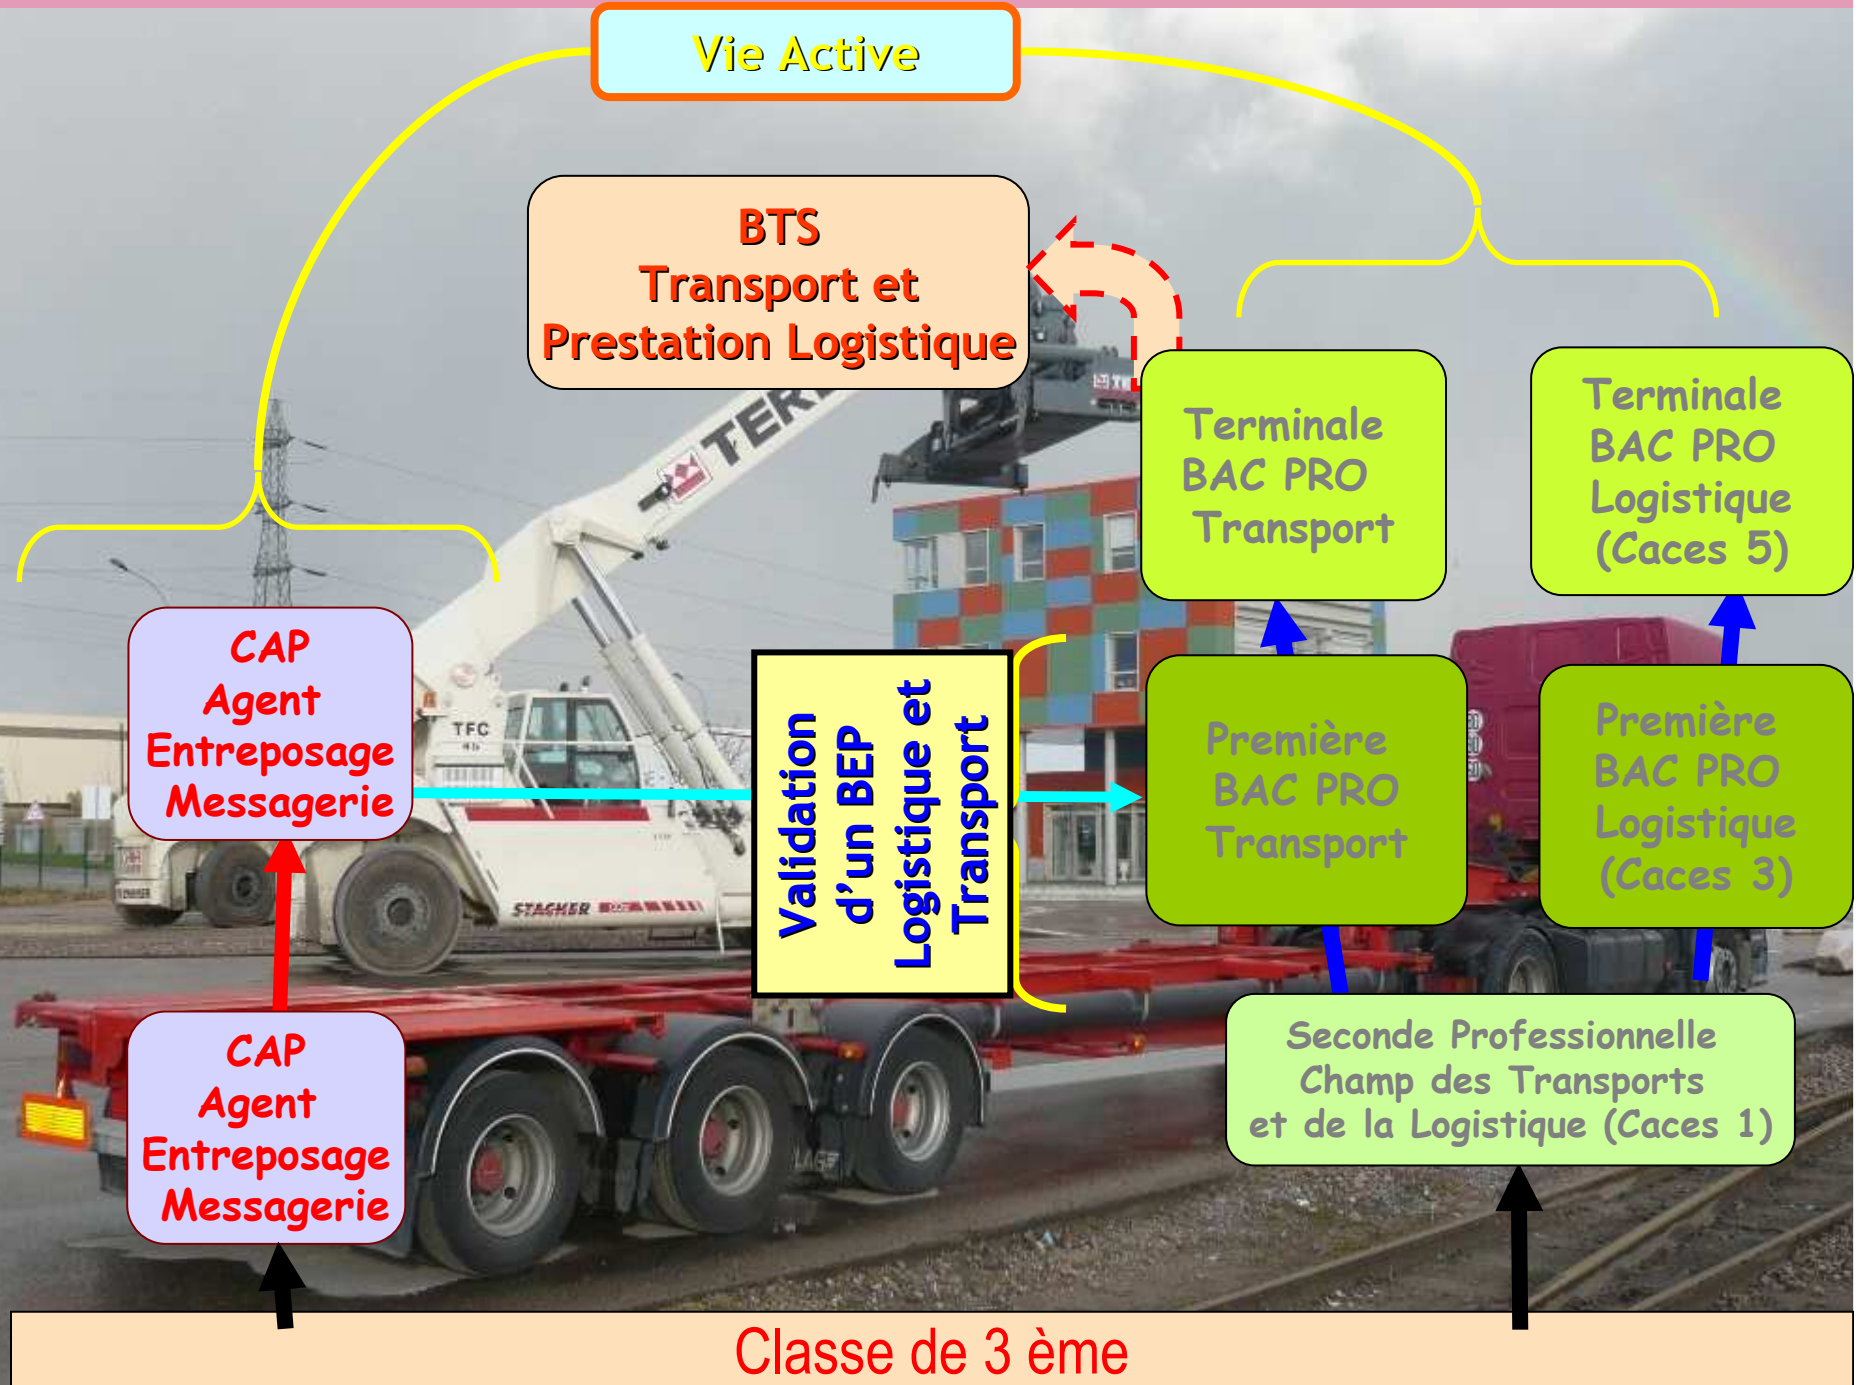 Vie Active
BTS
Transport et
Prestation Logistique
Terminale
BAC PRO
Transport
Terminale
BAC PRO
Logistique
(Caces 5)
CAP
Agent
Entreposage
Messagerie
Validation
d'un BEP
Logistique et
Transport
Première
BAC PRO
Transport
Première
BAC PRO
Logistique
(Caces 3)
CAP
Agent
Entreposage
Messagerie
Seconde Professionnelle
Champ des Transports
et de la Logistique (Caces 1)
Classe de 3 ème
TFC
STACKER